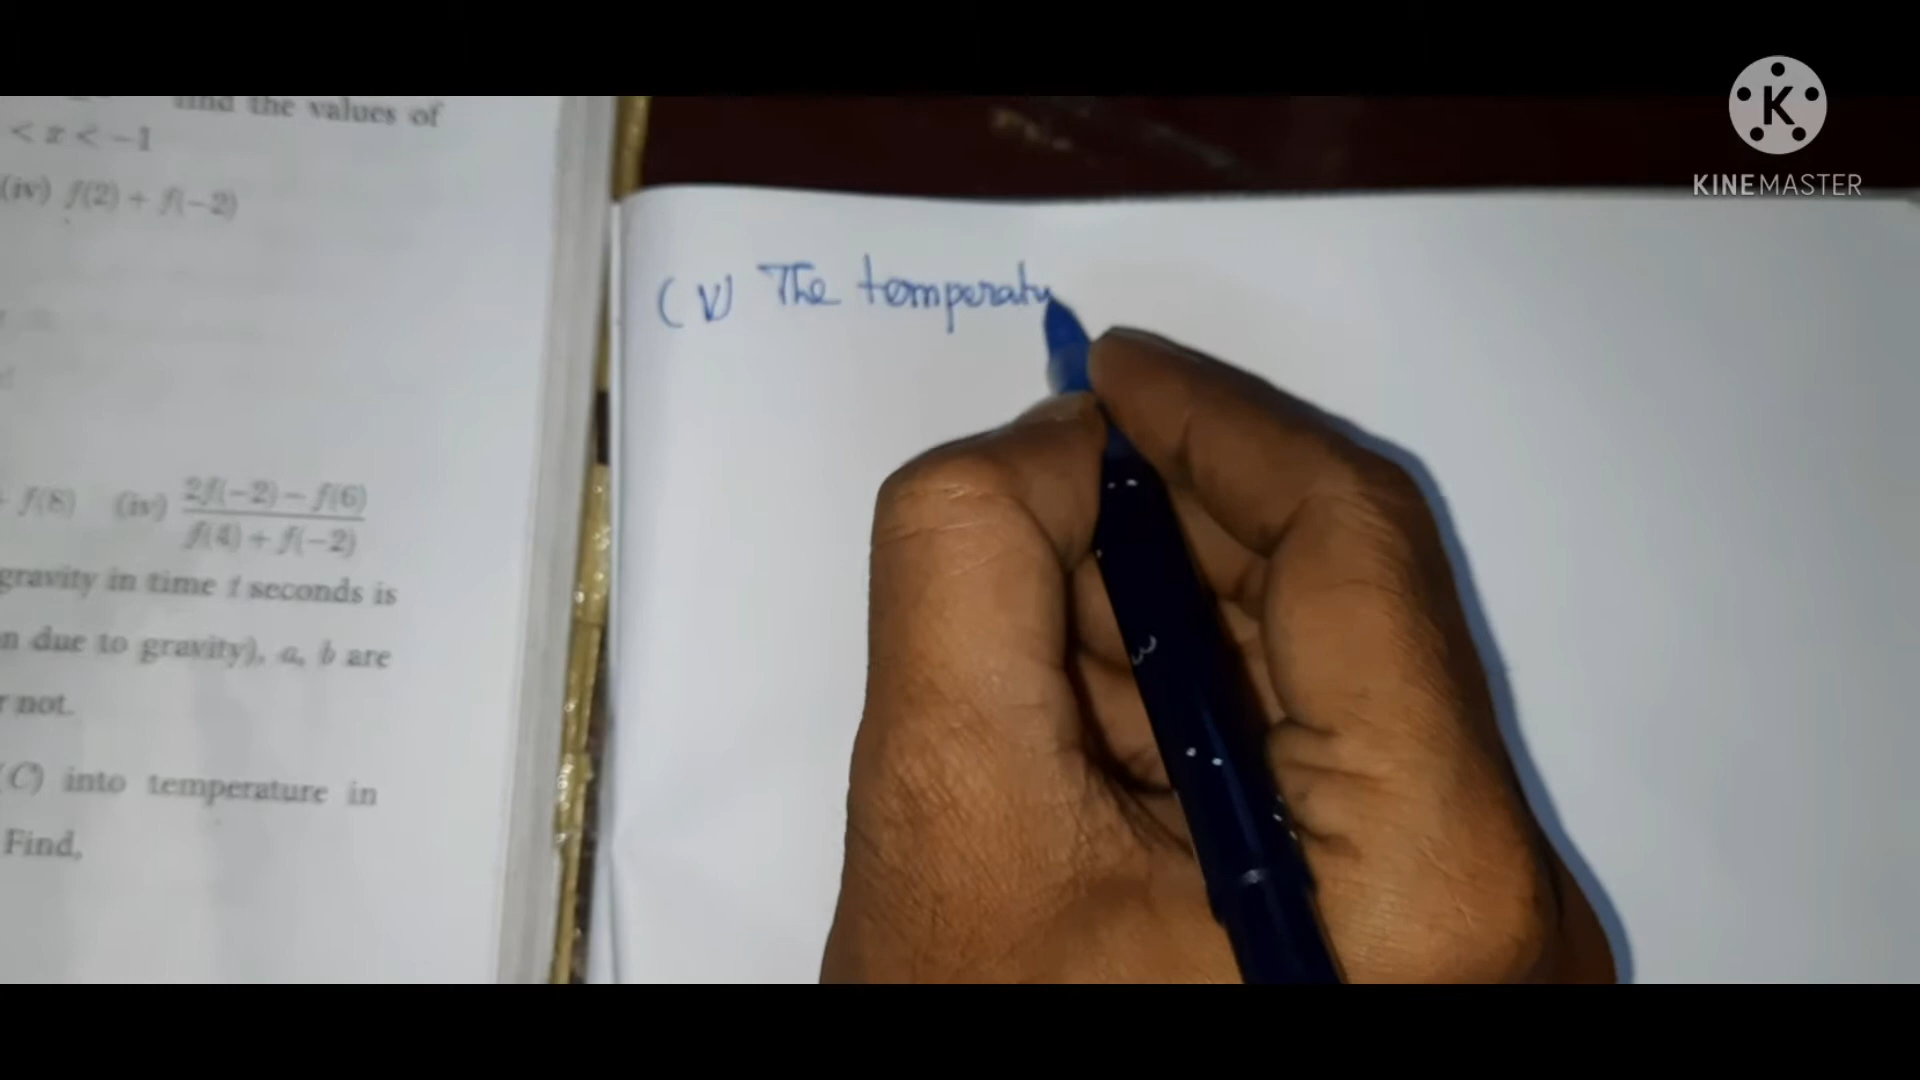 find the values of
< x < -1
(iv) f(2) + f(-2)
f(8) (iv) 2f(-2) - f(6)
f(4) + f(-2)
gravity in time t seconds is
n due to gravity), a, b are
r not.
(C) into temperature in
Find,
(v) The temperatu
K
KINEMASTER